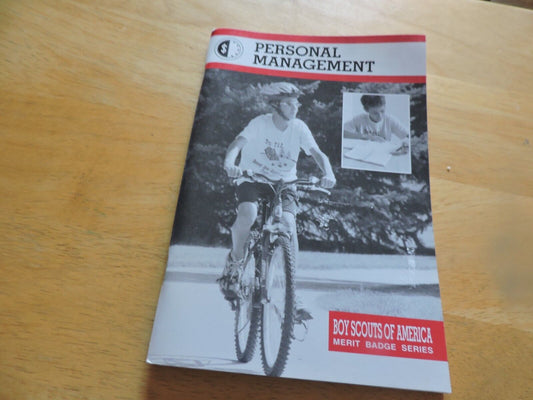 PERSONAL
MANAGEMENT
BOY SCOUTS OF AMERICA
MERIT BADGE SERIES